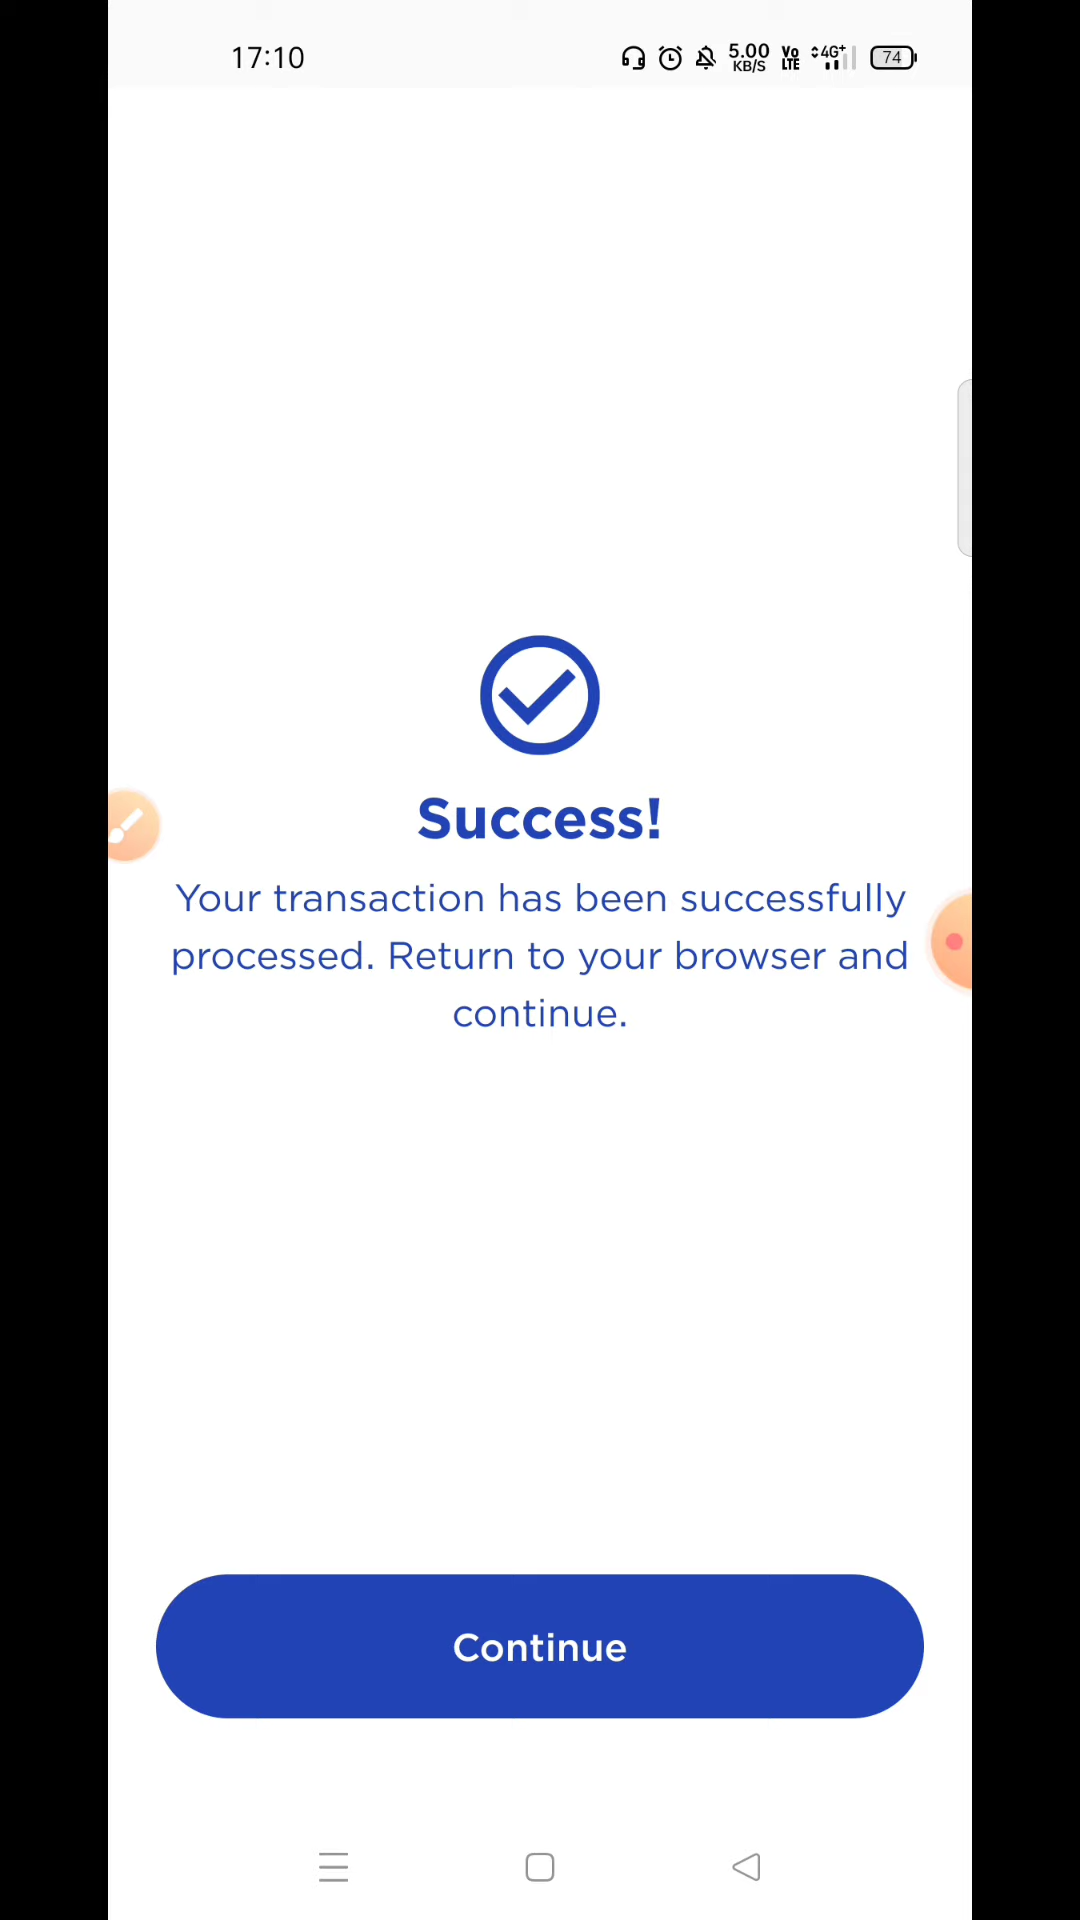 17:10 5.00 KB/S Vo LTE 4G+ 74
Success!
Your transaction has been successfully
processed. Return to your browser and
continue.
Continue